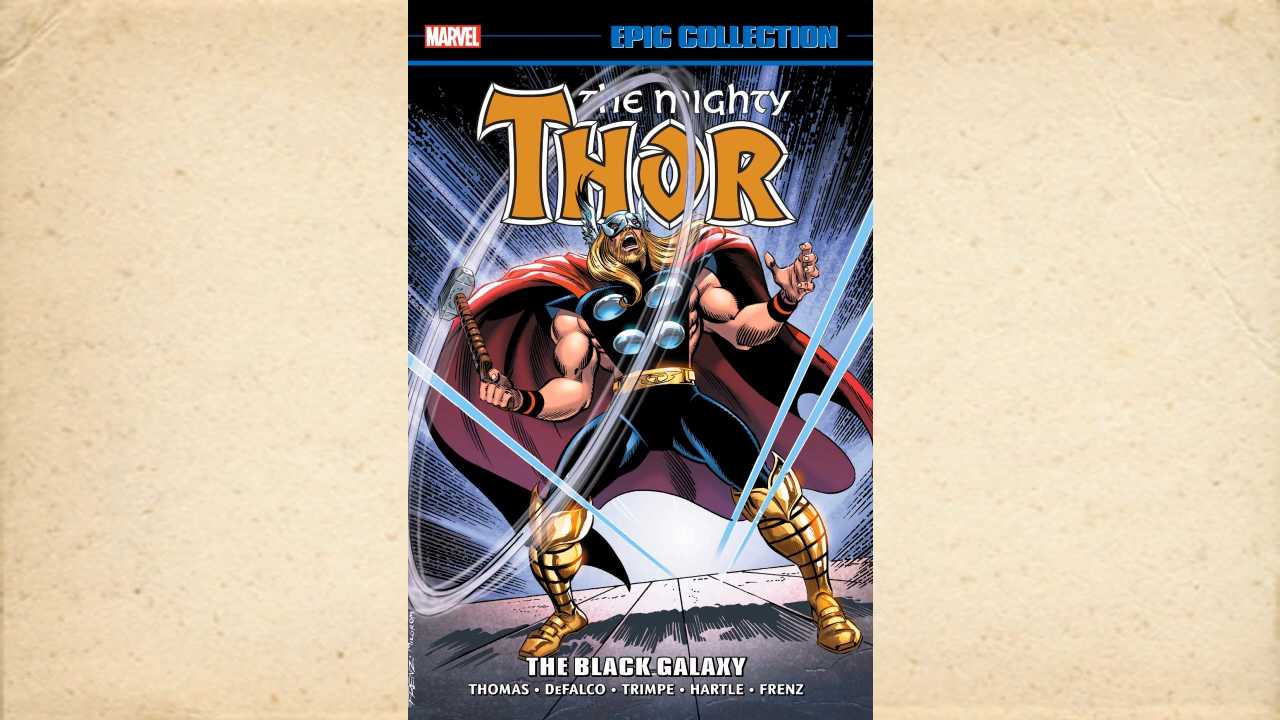 MARVEL
EPIC COLLECTION
the mighty
THOR
THE BLACK GALAXY
THOMAS • DeFALCO • TRIMPE • HARTLE • FRENZ